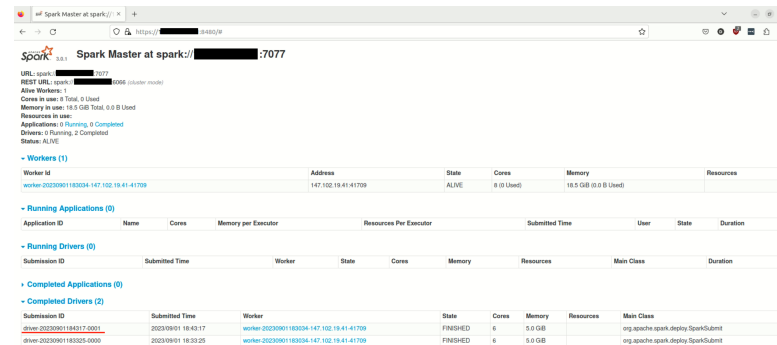 Spark Master at spark://
https:// :8480/#
APACHE Spark 3.0.1 Spark Master at spark:// :7077
URL: spark:// :7077
REST URL: spark:// 6066 (cluster mode)
Alive Workers: 1
Cores in use: 8 Total, 0 Used
Memory in use: 18.5 GiB Total, 0.0 B Used
Resources in use:
Applications: 0 Running, 0 Completed
Drivers: 0 Running, 2 Completed
Status: ALIVE
Workers (1)
Worker Id Address State Cores Memory Resources
worker-20230901183034-147.102.19.41-41709 147.102.19.41:41709 ALIVE 8 (0 Used) 18.5 GiB (0.0 B Used)
Running Applications (0)
Application ID Name Cores Memory per Executor Resources Per Executor Submitted Time User State Duration
Running Drivers (0)
Submission ID Submitted Time Worker State Cores Memory Resources Main Class Duration
Completed Applications (0)
Completed Drivers (2)
Submission ID Submitted Time Worker State Cores Memory Resources Main Class
driver-20230901184317-0001 2023/09/01 18:43:17 worker-20230901183034-147.102.19.41-41709 FINISHED 6 5.0 GiB org.apache.spark.deploy.SparkSubmit
driver-20230901183325-0000 2023/09/01 18:33:25 worker-20230901183034-147.102.19.41-41709 FINISHED 6 5.0 GiB org.apache.spark.deploy.SparkSubmit